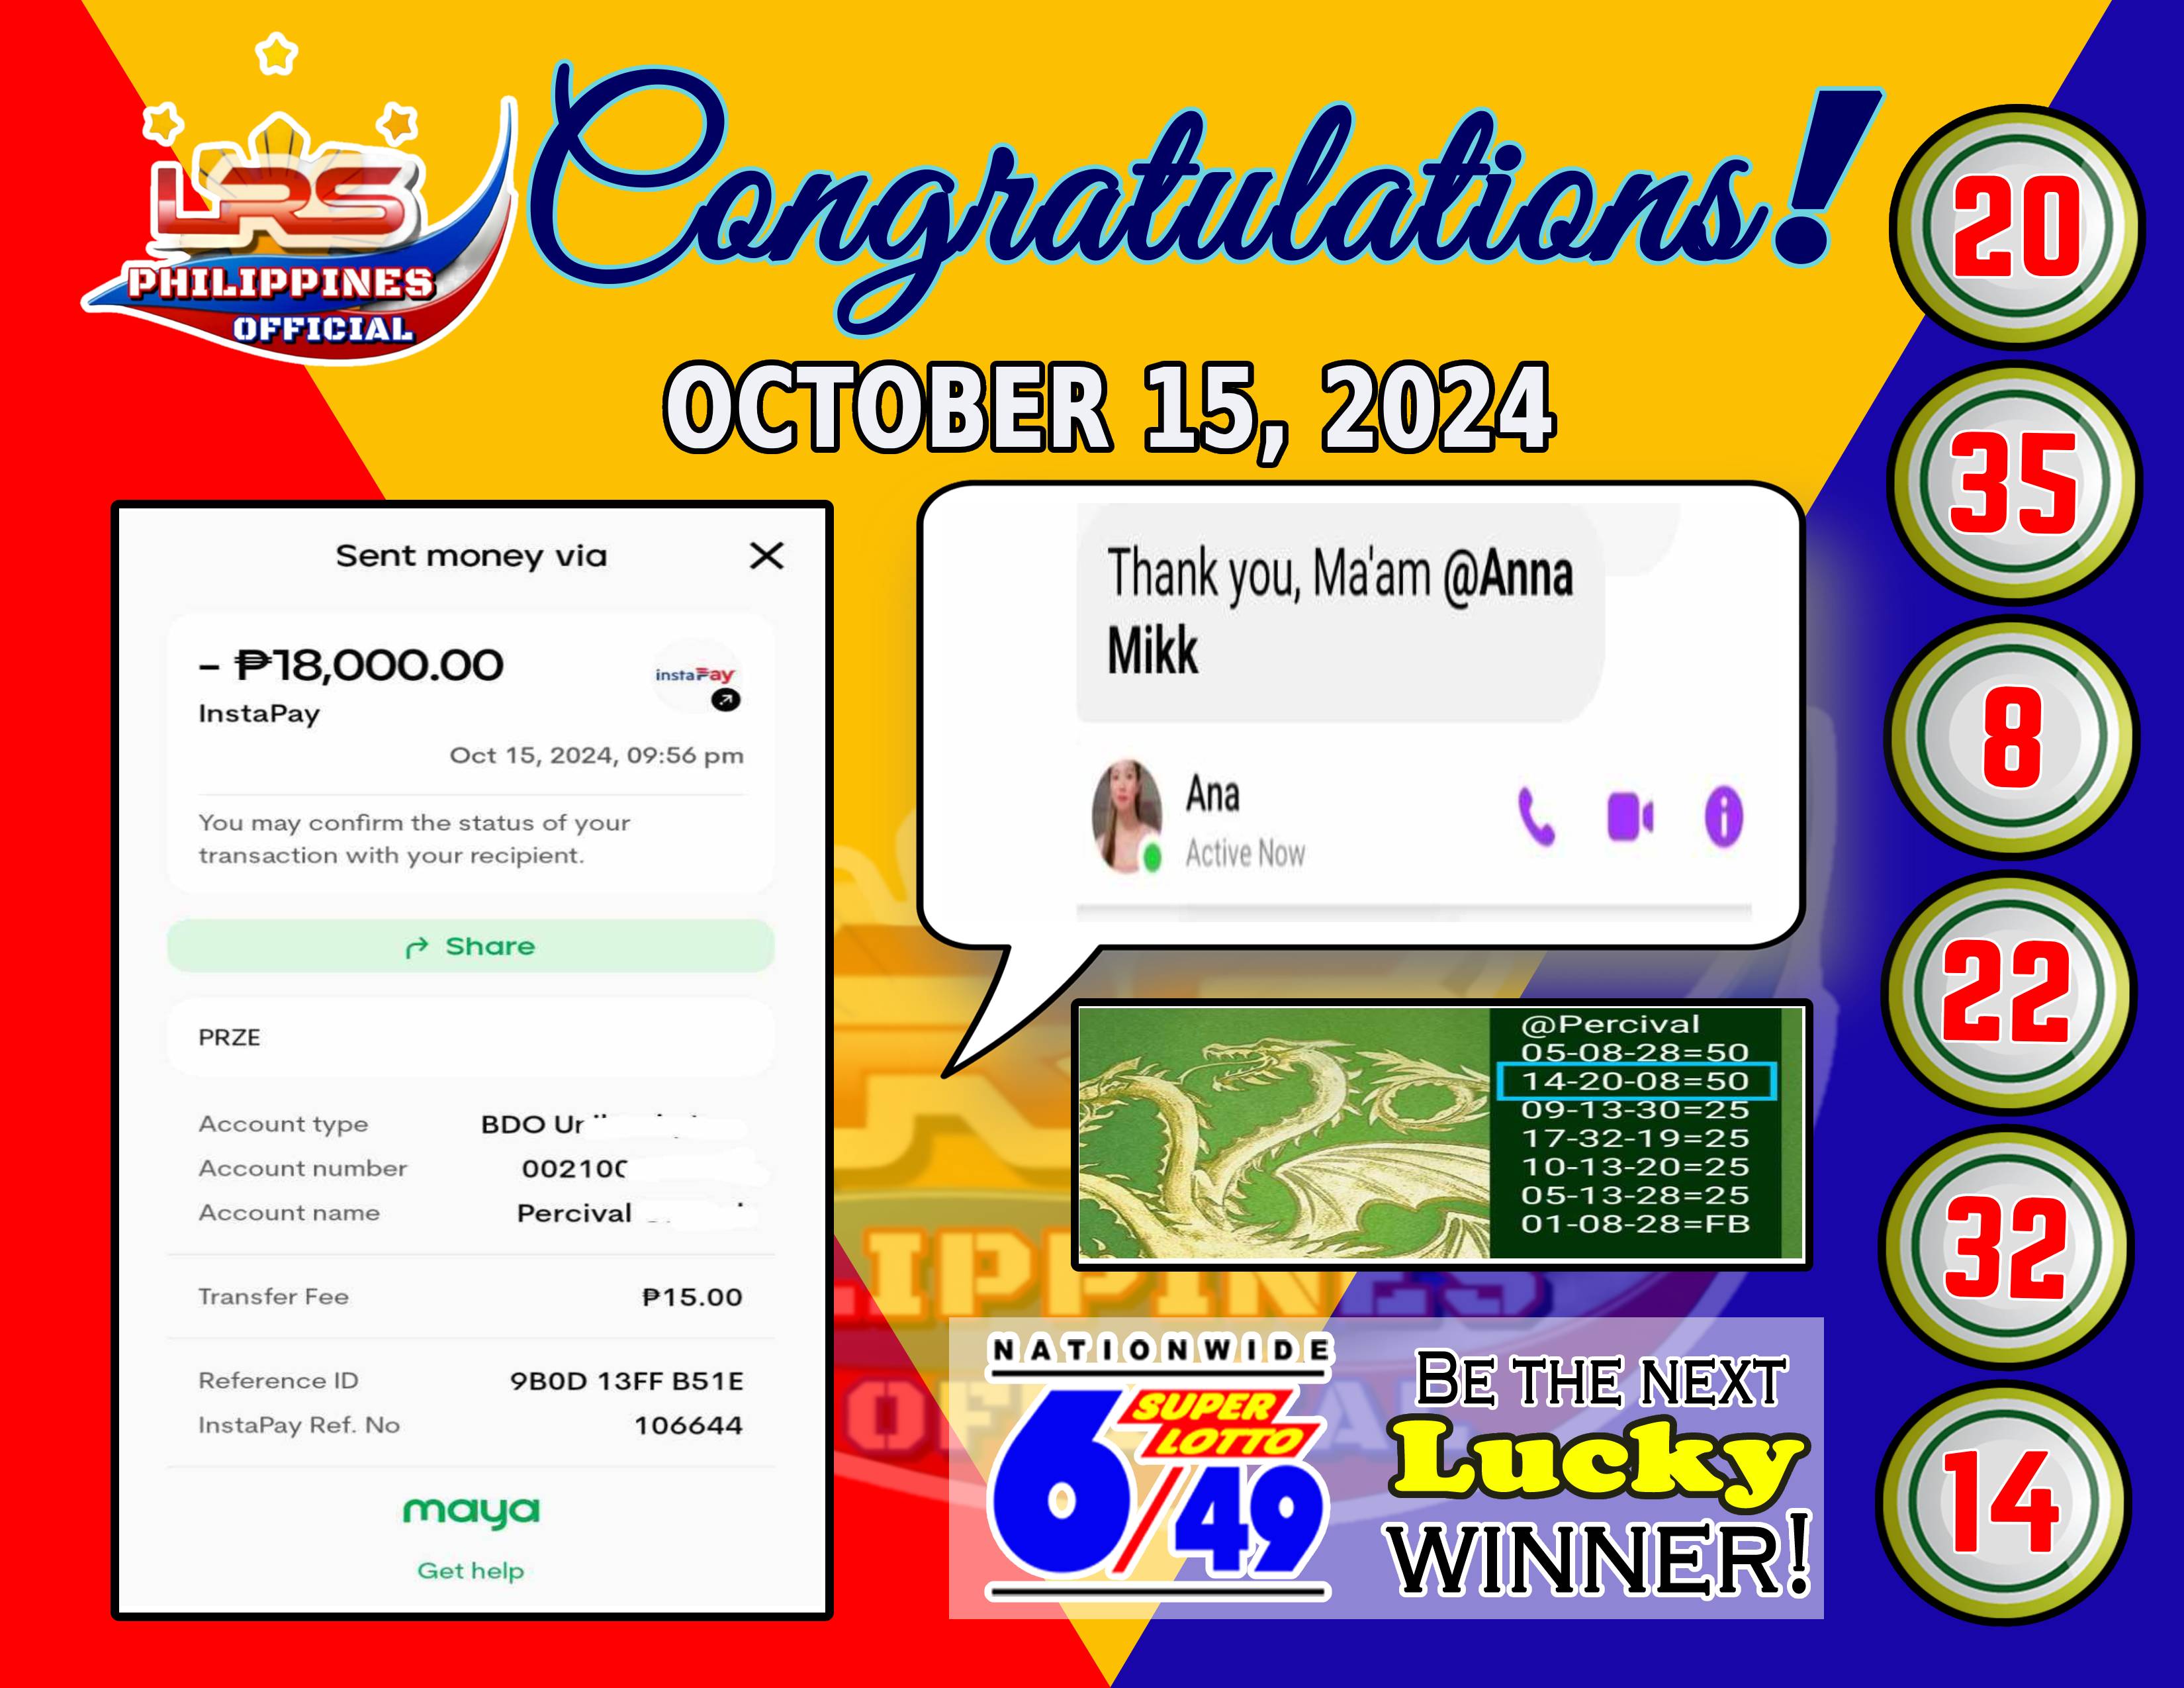 LRS
PHILIPPINES
OFFICIAL
Congratulations!
OCTOBER 15, 2024
Sent money via
- ₱18,000.00
instaPay
InstaPay
Oct 15, 2024, 09:56 pm
You may confirm the status of your
transaction with your recipient.
Share
PRZE
Account type BDO
Account number 00210
Account name Percival
Transfer Fee ₱15.00
Reference ID 9B0D 13FF B51E
InstaPay Ref. No 106644
maya
Get help
Thank you, Ma'am @Anna
Mikk
Ana
Active Now
@Percival
05-08-28=50
14-20-08=50
09-13-30=25
17-32-19=25
10-13-20=25
05-13-28=25
01-08-28=FB
NATIONWIDE
SUPER
LOTTO
6/49
BE THE NEXT
Lucky
WINNER!
20
35
8
22
32
14